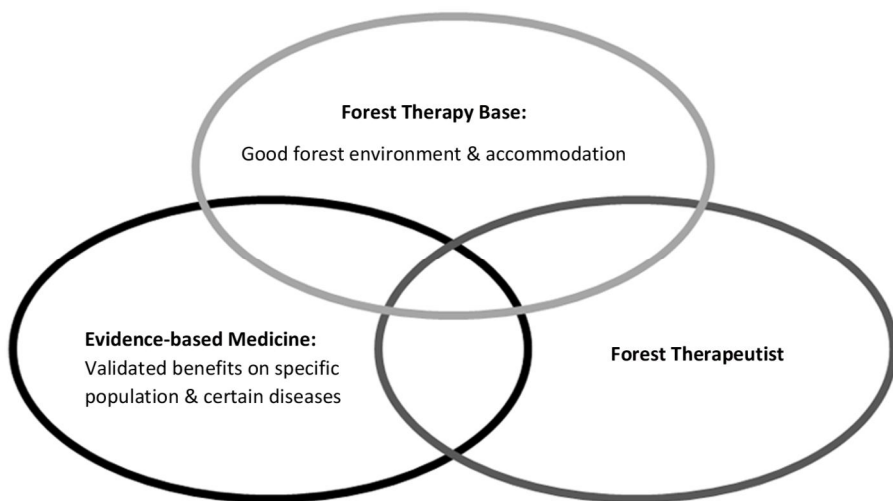 Forest Therapy Base:
Good forest environment & accommodation
Evidence-based Medicine:
Validated benefits on specific
population & certain diseases
Forest Therapeutist